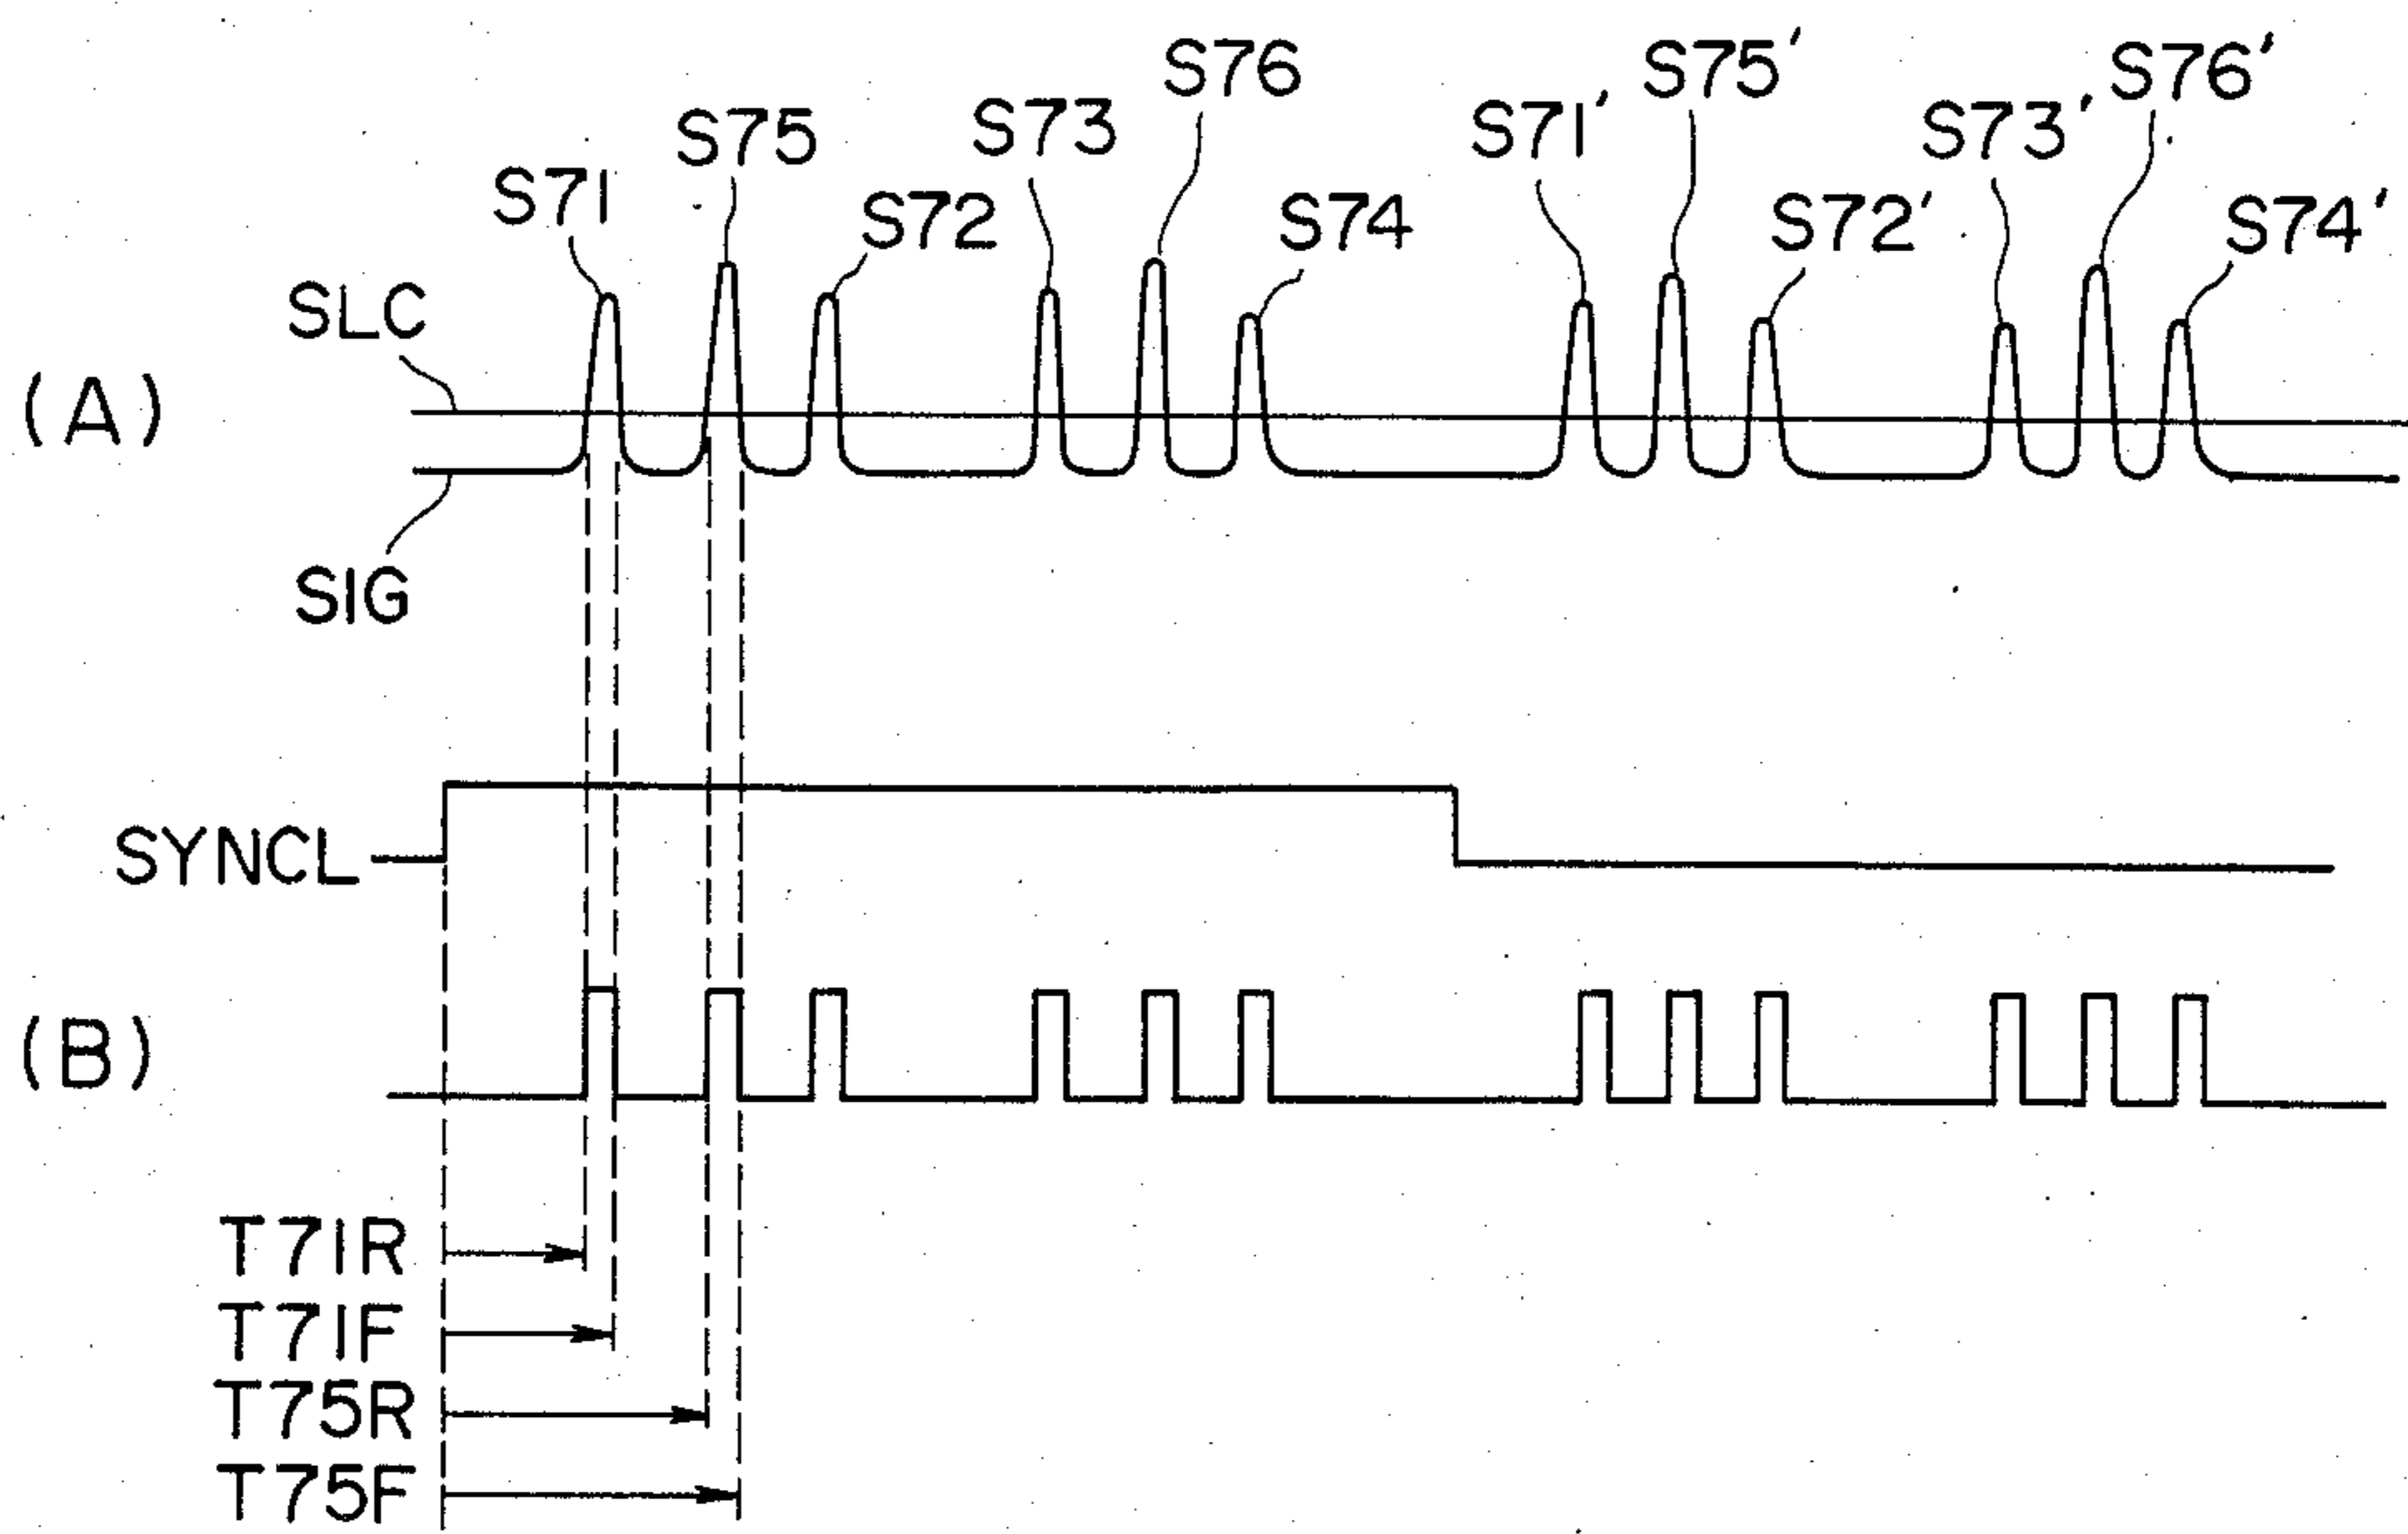 S76 S75′ S76′
S75 S73 S71′ S73′
S71 S72 S74 S72′ S74′
SLC
(A)
SIG
SYNCL
(B)
T71R
T71F
T75R
T75F